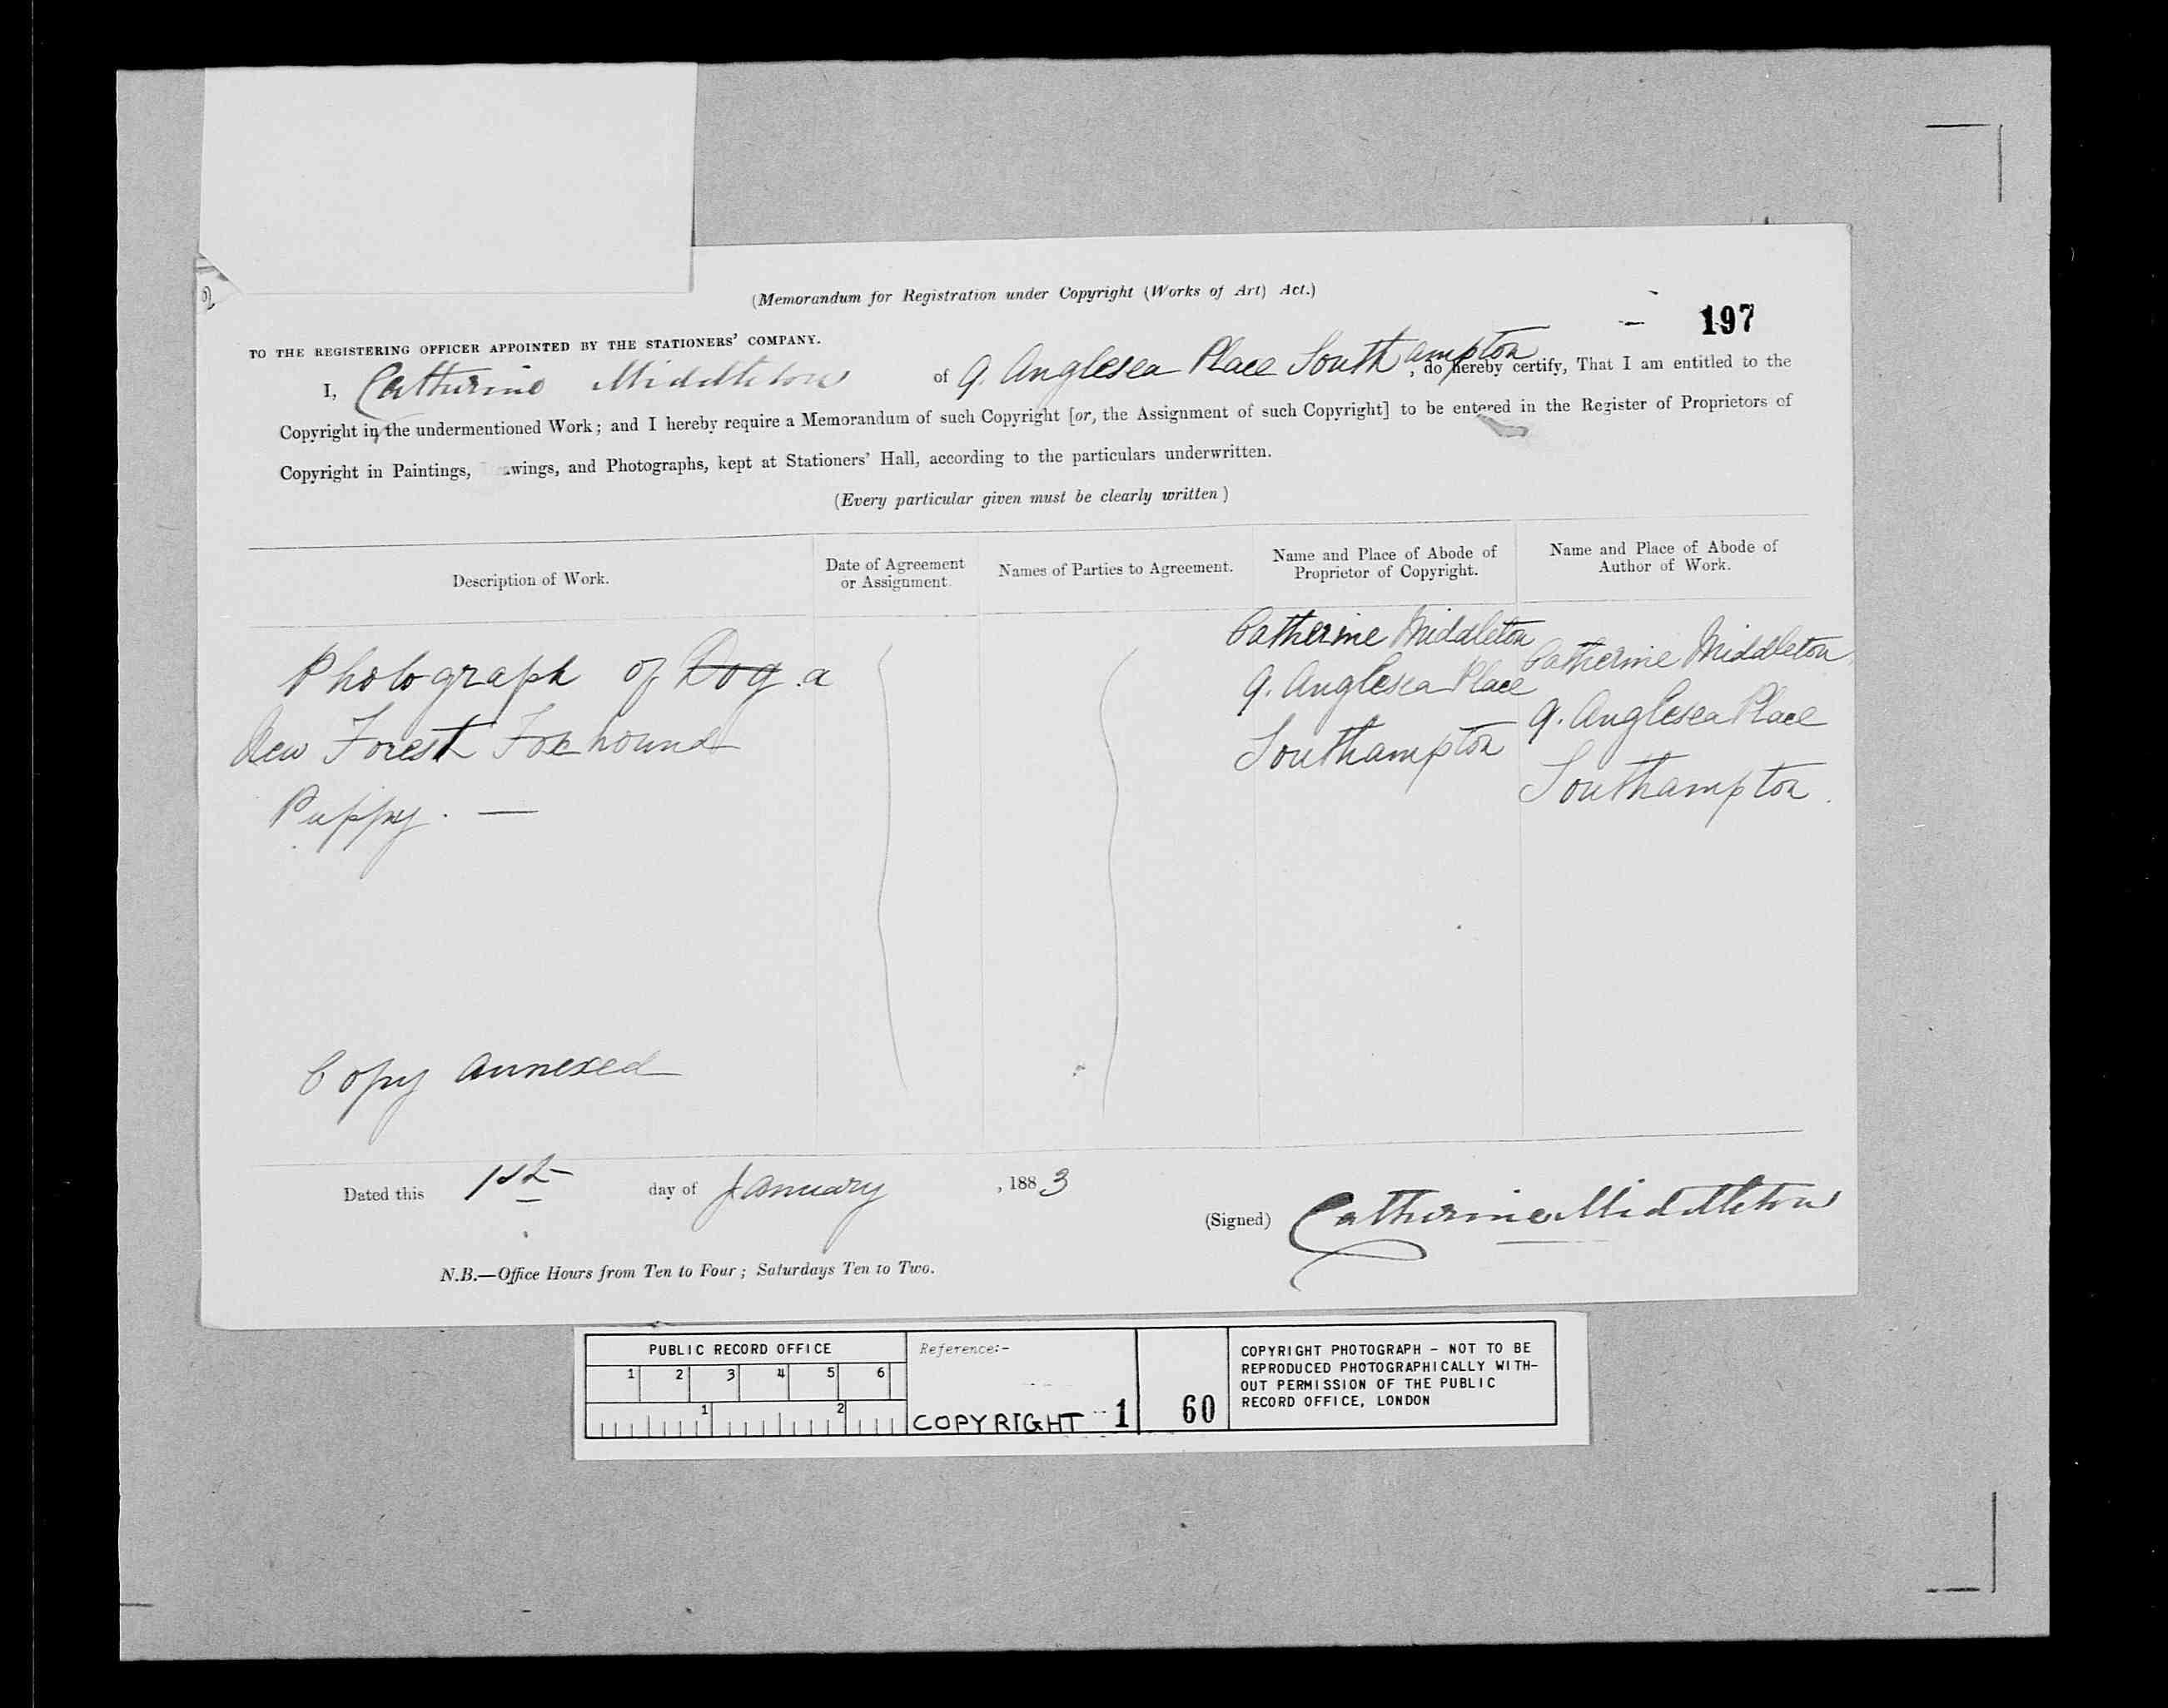 (Memorandum for Registration under Copyright (Works of Art) Act.)
197
TO THE REGISTERING OFFICER APPOINTED BY THE STATIONERS' COMPANY.
I, Catherine Middleton of 9. Anglesea Place Southampton, do hereby certify, That I am entitled to the
Copyright in the undermentioned Work; and I hereby require a Memorandum of such Copyright [or, the Assignment of such Copyright] to be entered in the Register of Proprietors of
Copyright in Paintings, wings, and Photographs, kept at Stationers' Hall, according to the particulars underwritten.
(Every particular given must be clearly written)
Description of Work.
Date of Agreement
or Assignment.
Names of Parties to Agreement.
Name and Place of Abode of
Proprietor of Copyright.
Name and Place of Abode of
Author of Work.
Photograph of Dog a
New Forest Foxhound
Puppy. —
Copy annexed
Catherine Middleton
9. Anglesea Place
Southampton
Catherine Middleton
9. Anglesea Place
Southampton.
Dated this 1st day of January, 1883
(Signed) Catherine Middleton
N.B.—Office Hours from Ten to Four; Saturdays Ten to Two.
PUBLIC RECORD OFFICE
1 2 3 4 5 6
1 2
Reference:-
COPYRIGHT 1 60
COPYRIGHT PHOTOGRAPH - NOT TO BE
REPRODUCED PHOTOGRAPHICALLY WITH-
OUT PERMISSION OF THE PUBLIC
RECORD OFFICE, LONDON